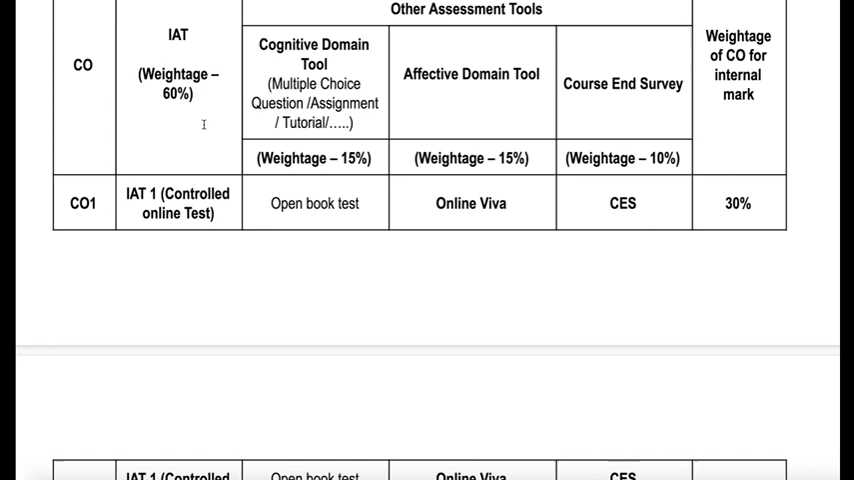 Other Assessment Tools
CO
IAT
(Weightage –
60%)
Cognitive Domain
Tool
(Multiple Choice
Question /Assignment
/ Tutorial/…..)
Affective Domain Tool
Course End Survey
Weightage
of CO for
internal
mark
(Weightage – 15%)
(Weightage – 15%)
(Weightage – 10%)
CO1
IAT 1 (Controlled
online Test)
Open book test
Online Viva
CES
30%
IAT 1 (Controlled
Open book test
Online Viva
CES